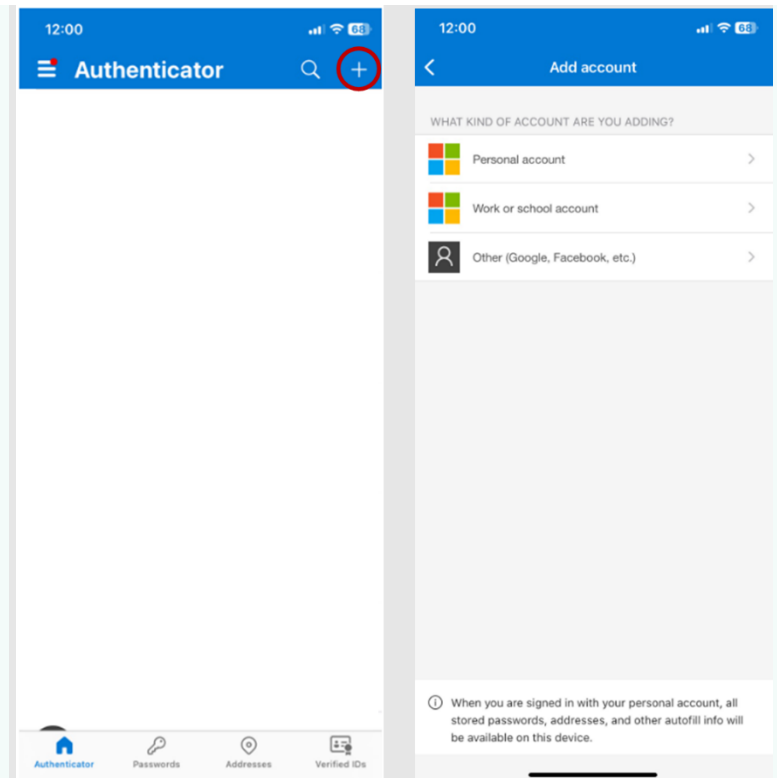 12:00
68
Authenticator
Authenticator
Passwords
Addresses
Verified IDs
12:00
68
Add account
WHAT KIND OF ACCOUNT ARE YOU ADDING?
Personal account
Work or school account
Other (Google, Facebook, etc.)
When you are signed in with your personal account, all
stored passwords, addresses, and other autofill info will
be available on this device.